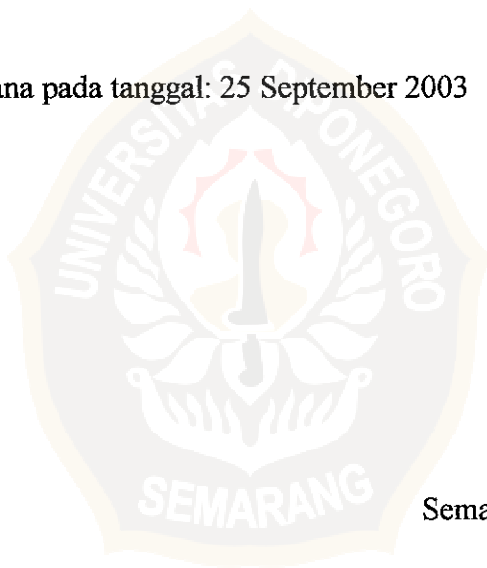 ana pada tanggal: 25 September 2003
UNIVERSITAS DIPONEGORO
SEMARANG
Sema